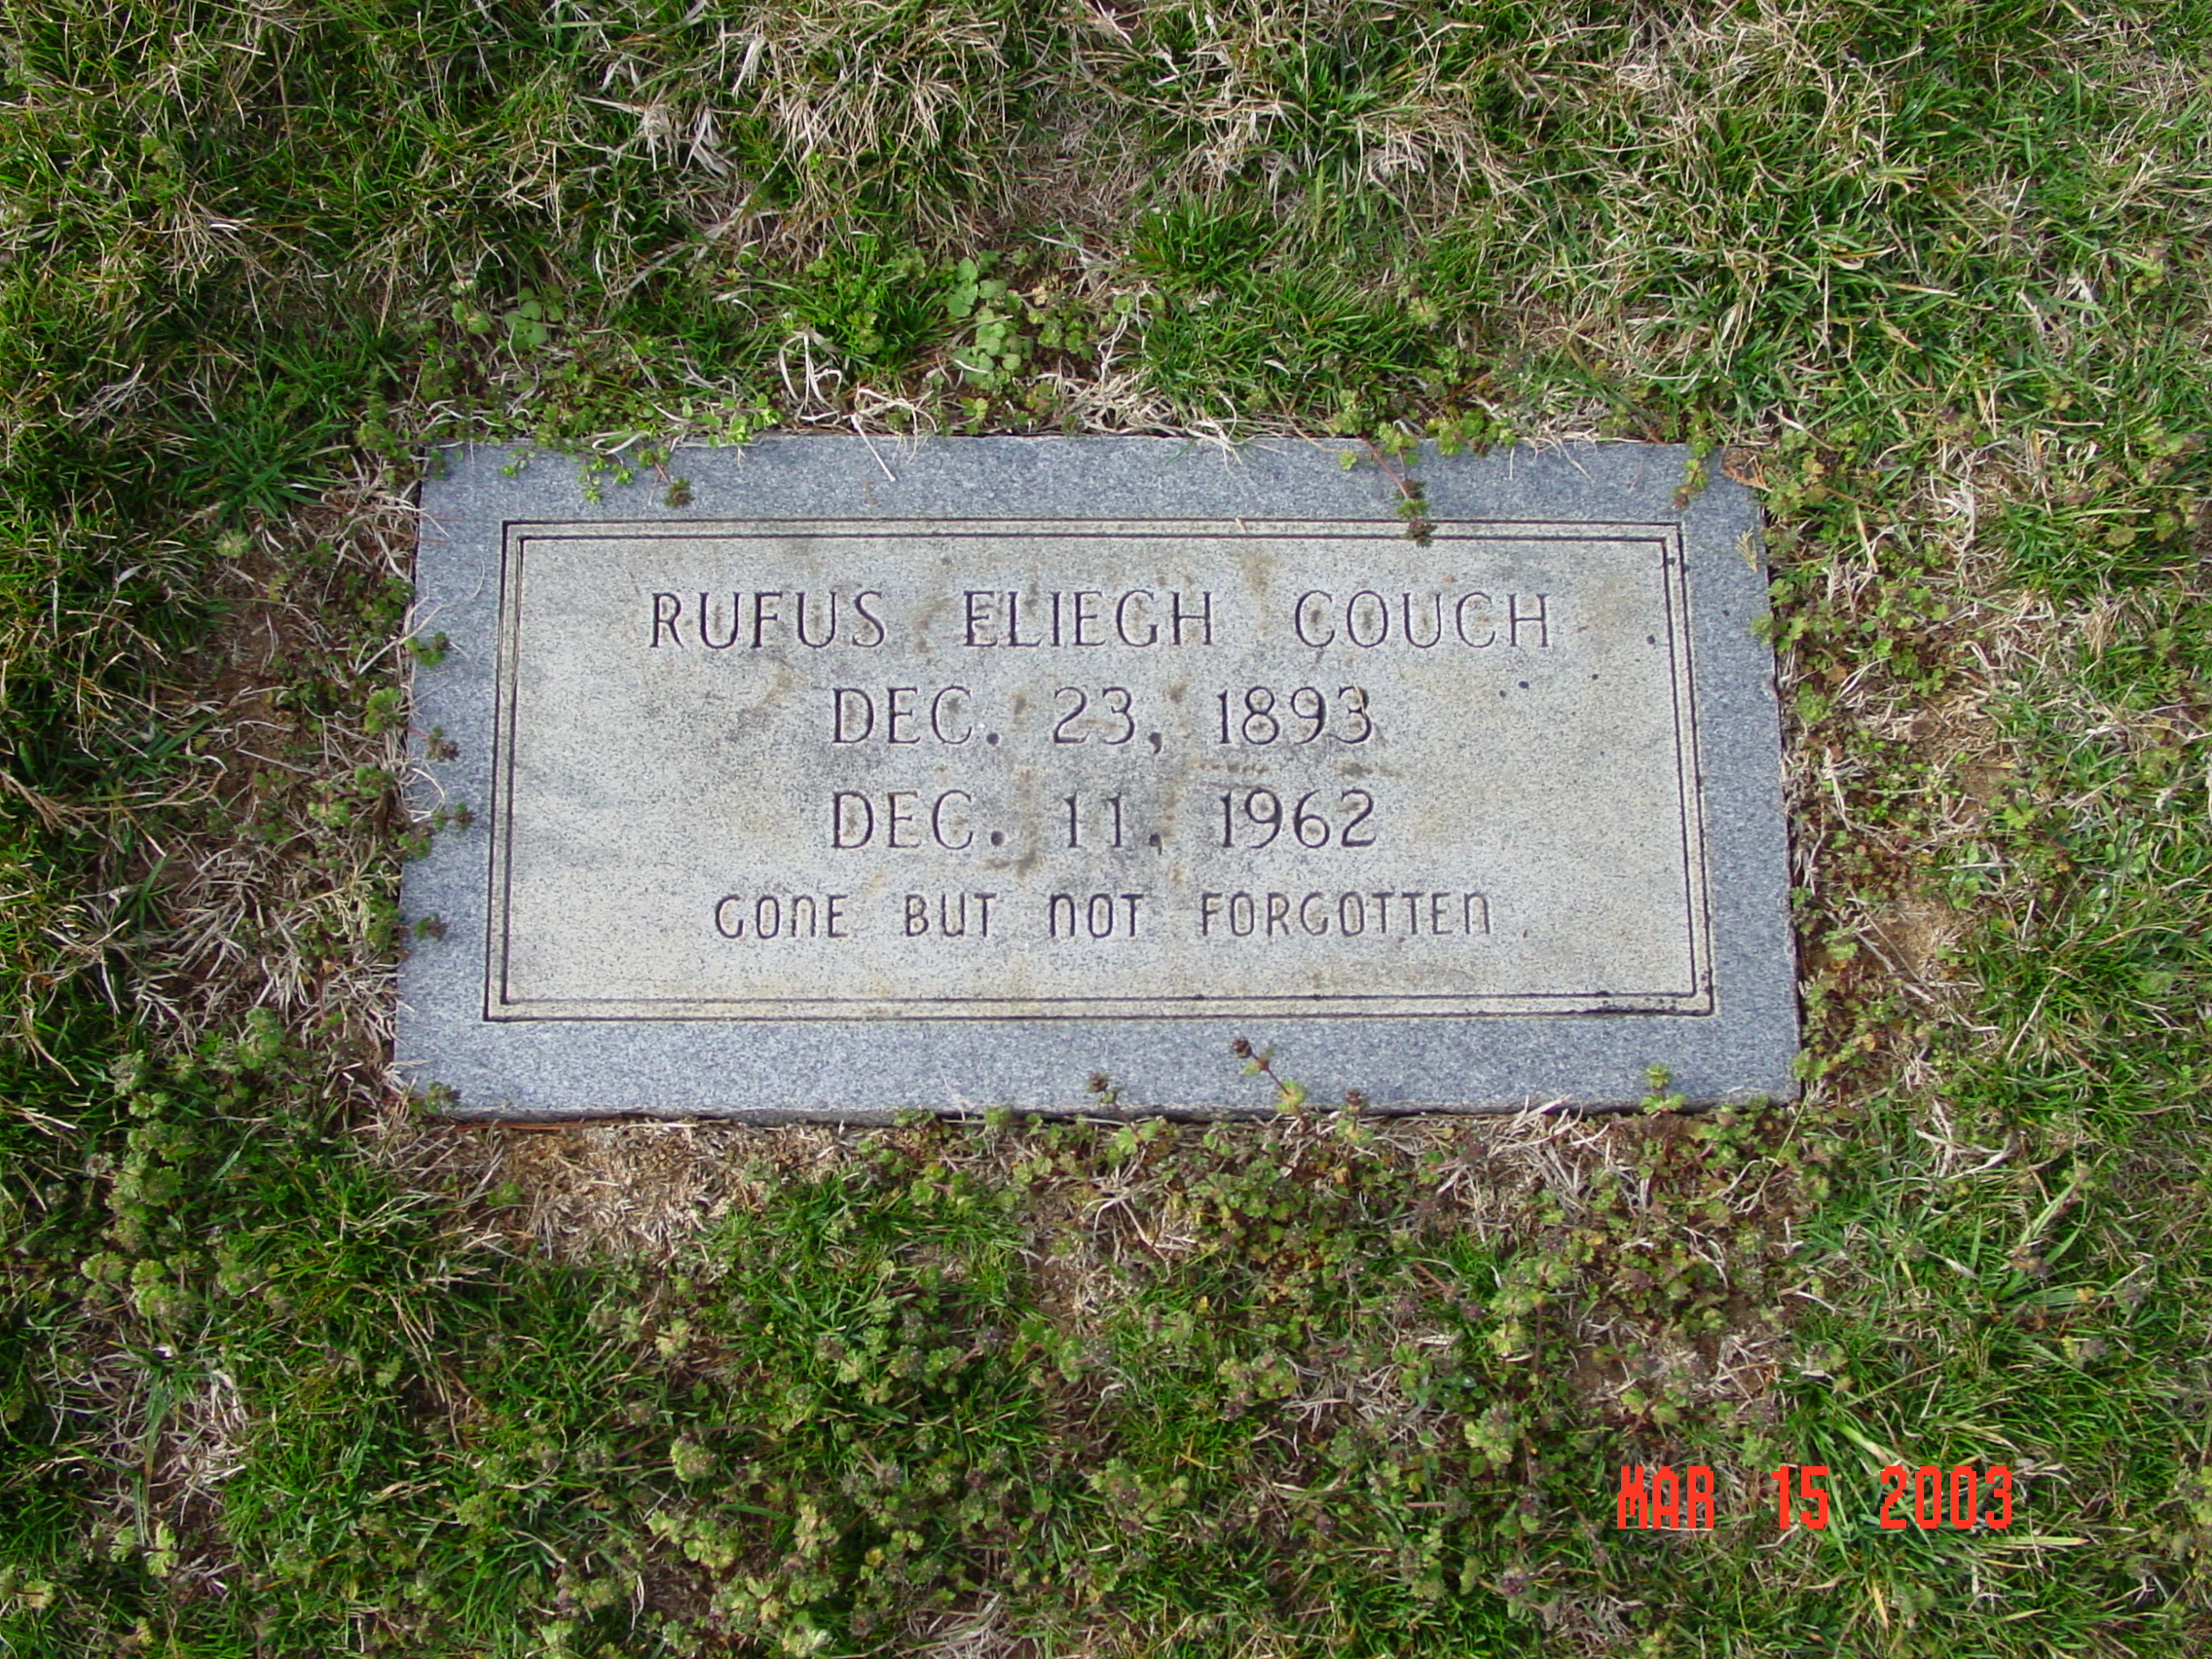 RUFUS ELIEGH COUCH
DEC. 23, 1893
DEC. 11, 1962
GONE BUT NOT FORGOTTEN
MAR 15 2003